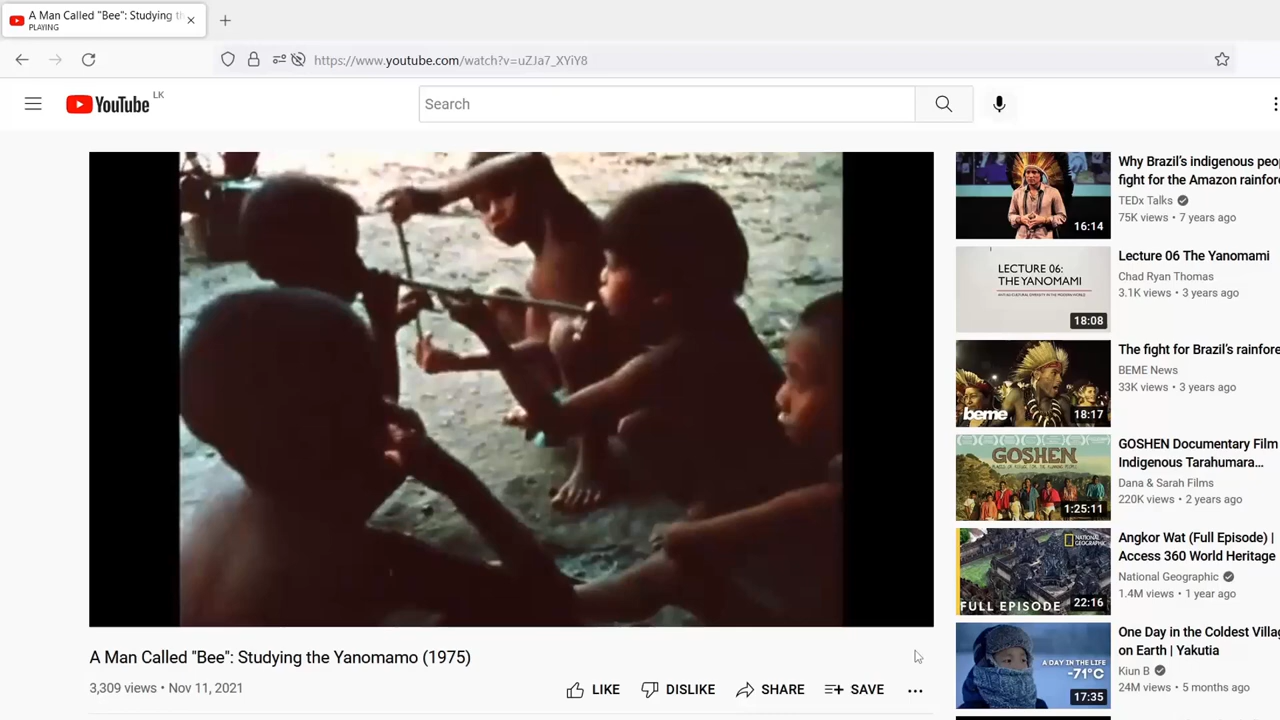 A Man Called "Bee": Studying th
PLAYING
https://www.youtube.com/watch?v=uZJa7_XYiY8
YouTube LK
Search
A Man Called "Bee": Studying the Yanomamo (1975)
3,309 views • Nov 11, 2021
LIKE
DISLIKE
SHARE
SAVE
16:14
Why Brazil's indigenous peo
fight for the Amazon rainfore
TEDx Talks
75K views • 7 years ago
LECTURE 06:
THE YANOMAMI
18:08
Lecture 06 The Yanomami
Chad Ryan Thomas
3.1K views • 3 years ago
beme
18:17
The fight for Brazil's rainfore
BEME News
33K views • 3 years ago
GOSHEN
1:25:11
GOSHEN Documentary Film
Indigenous Tarahumara...
Dana & Sarah Films
220K views • 2 years ago
NATIONAL GEOGRAPHIC
FULL EPISODE
22:16
Angkor Wat (Full Episode) |
Access 360 World Heritage
National Geographic
1.4M views • 1 year ago
A DAY IN THE LIFE
-71°C
17:35
One Day in the Coldest Villag
on Earth | Yakutia
Kiun B
24M views • 5 months ago